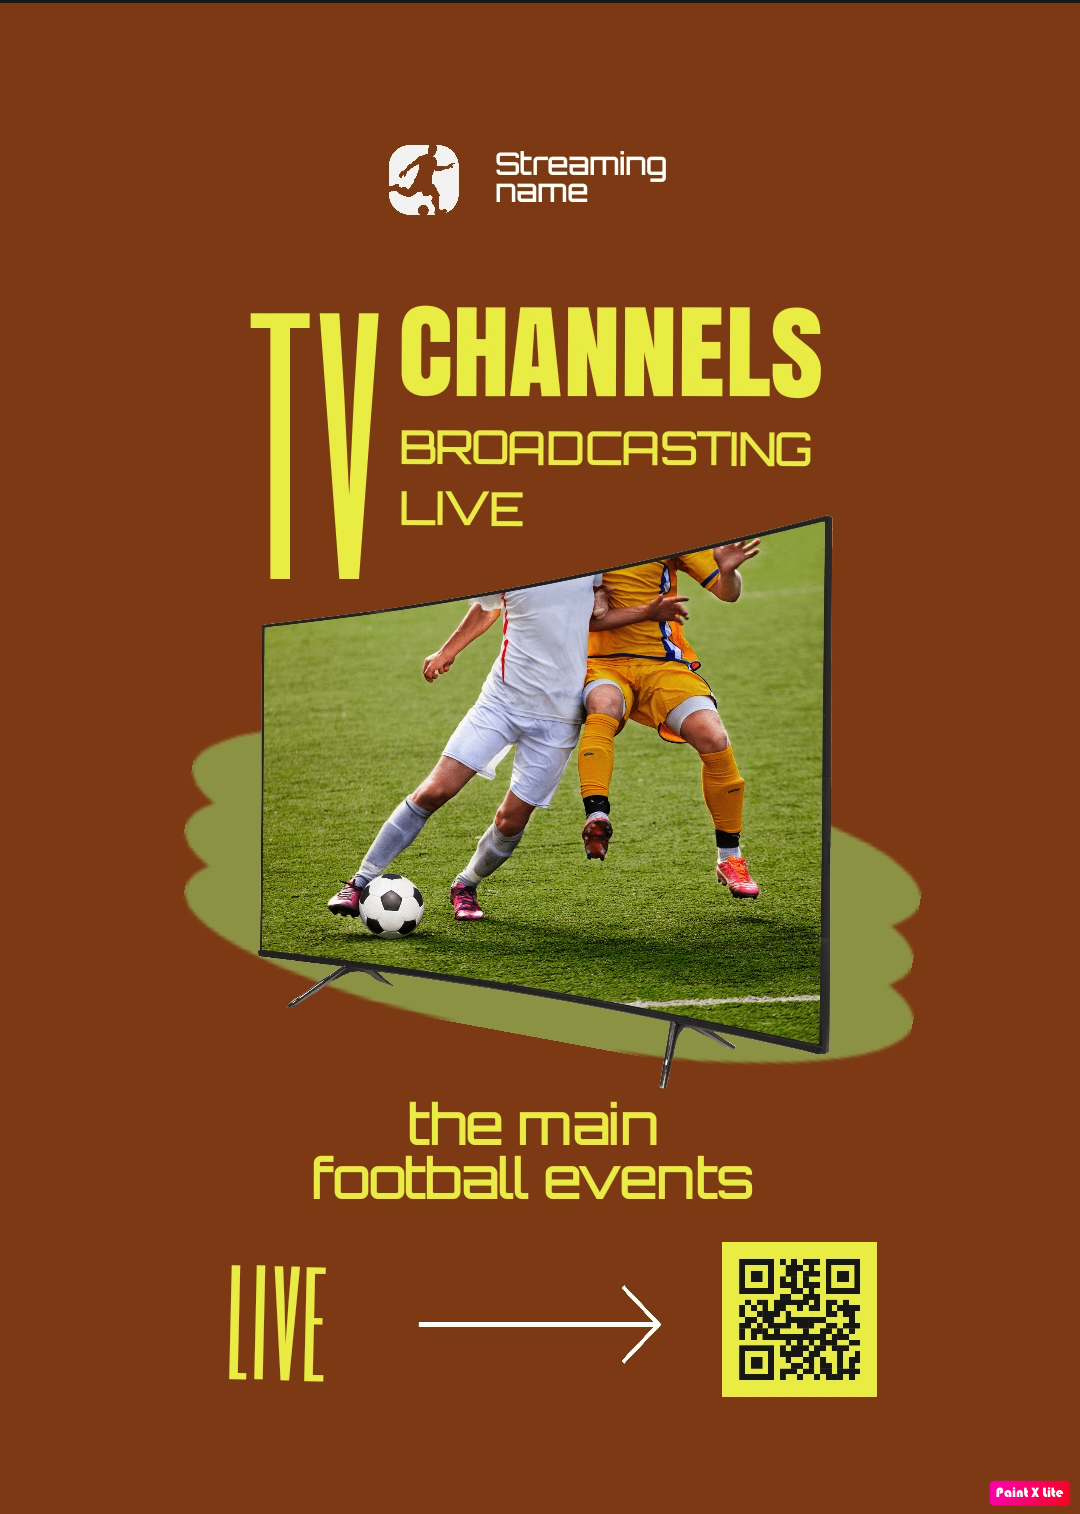 Streaming
name
TV
CHANNELS
BROADCASTING
LIVE
the main
football events
LIVE
Paint X Lite